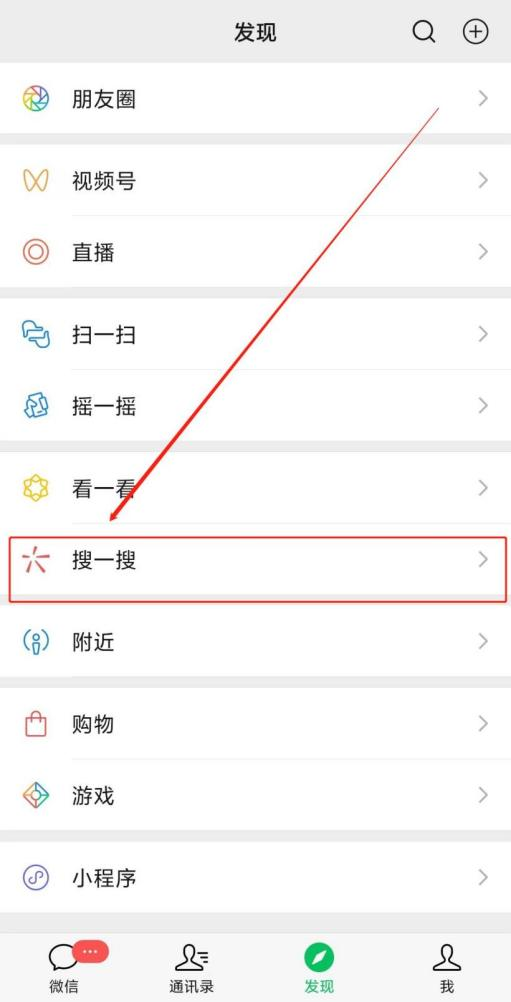 发现
朋友圈
视频号
直播
扫一扫
摇一摇
看一看
搜一搜
附近
购物
游戏
小程序
微信
通讯录
发现
我